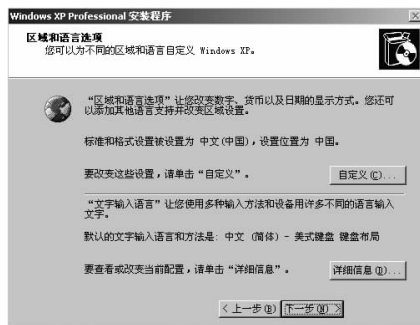 Windows XP Professional 安装程序
区域和语言选项
您可以为不同的区域和语言自定义 Windows XP。
“区域和语言选项”让您改变数字、货币以及日期的显示方式。您还可
以添加其他语言支持并改变区域设置。
标准和格式设置被设置为 中文(中国)，设置位置为 中国。
要改变这些设置，请单击“自定义”。
自定义(C)...
“文字输入语言”让您使用多种输入方法和设备用许多不同的语言输入
文字。
默认的文字输入语言和方法是: 中文 (简体) - 美式键盘 键盘布局
要查看或改变当前配置，请单击“详细信息”。
详细信息(D)...
< 上一步(B)
下一步(N) >